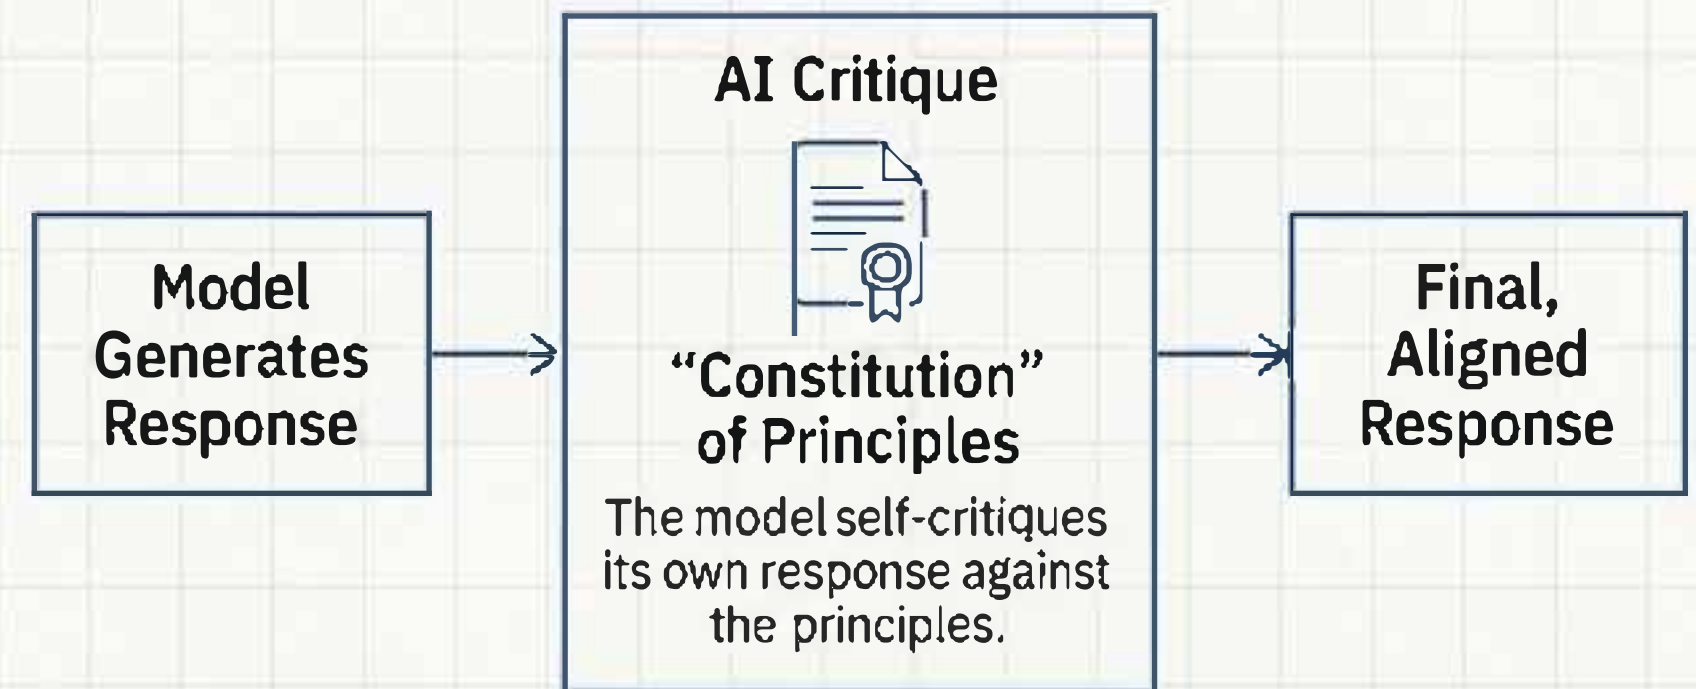 Model
Generates
Response
AI Critique
“Constitution”
of Principles
The model self-critiques
its own response against
the principles.
Final,
Aligned
Response